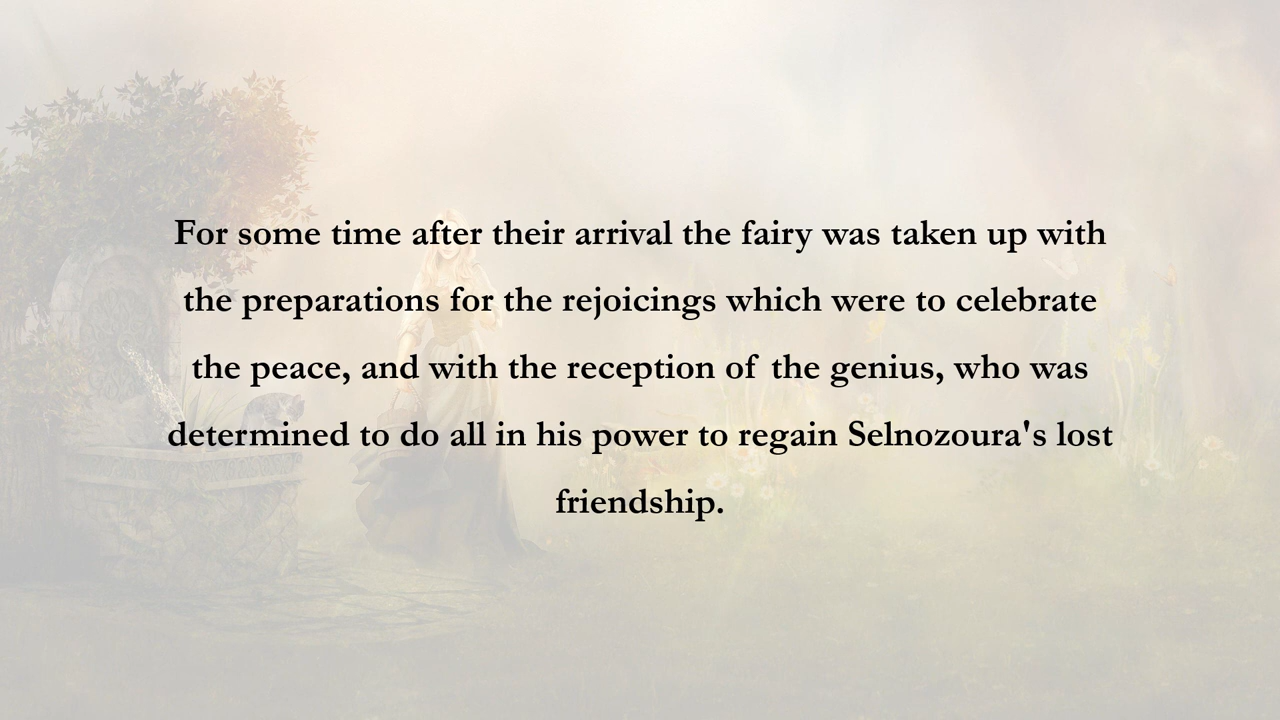 For some time after their arrival the fairy was taken up with
the preparations for the rejoicings which were to celebrate
the peace, and with the reception of the genius, who was
determined to do all in his power to regain Selnozoura's lost
friendship.